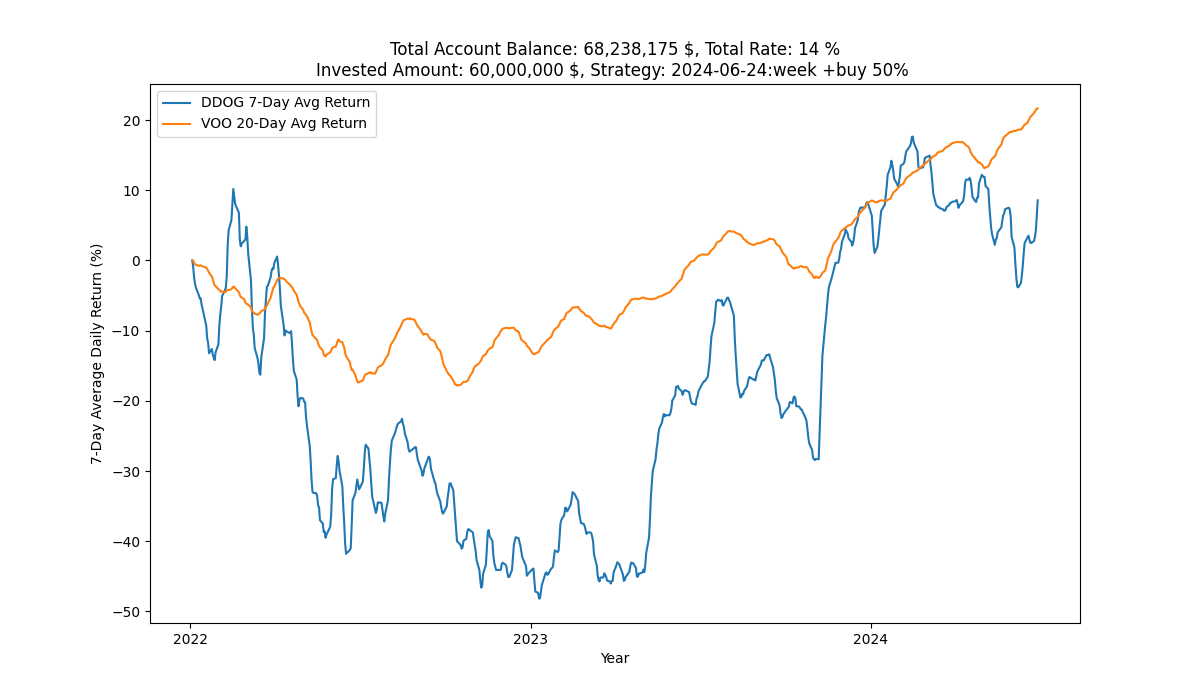 Total Account Balance: 68,238,175 $, Total Rate: 14 %
Invested Amount: 60,000,000 $, Strategy: 2024-06-24:week +buy 50%
DDOG 7-Day Avg Return
VOO 20-Day Avg Return
7-Day Average Daily Return (%)
20
10
0
−10
−20
−30
−40
−50
2022
2023
2024
Year